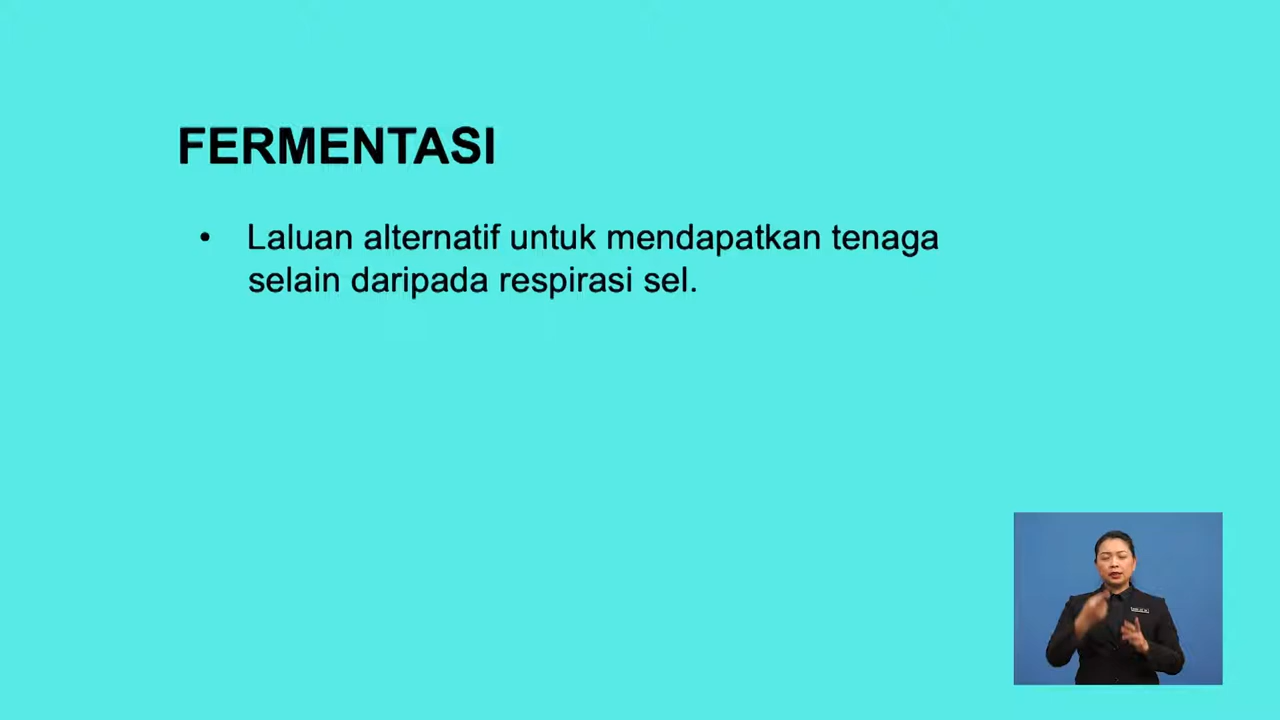 FERMENTASI
• Laluan alternatif untuk mendapatkan tenaga
selain daripada respirasi sel.